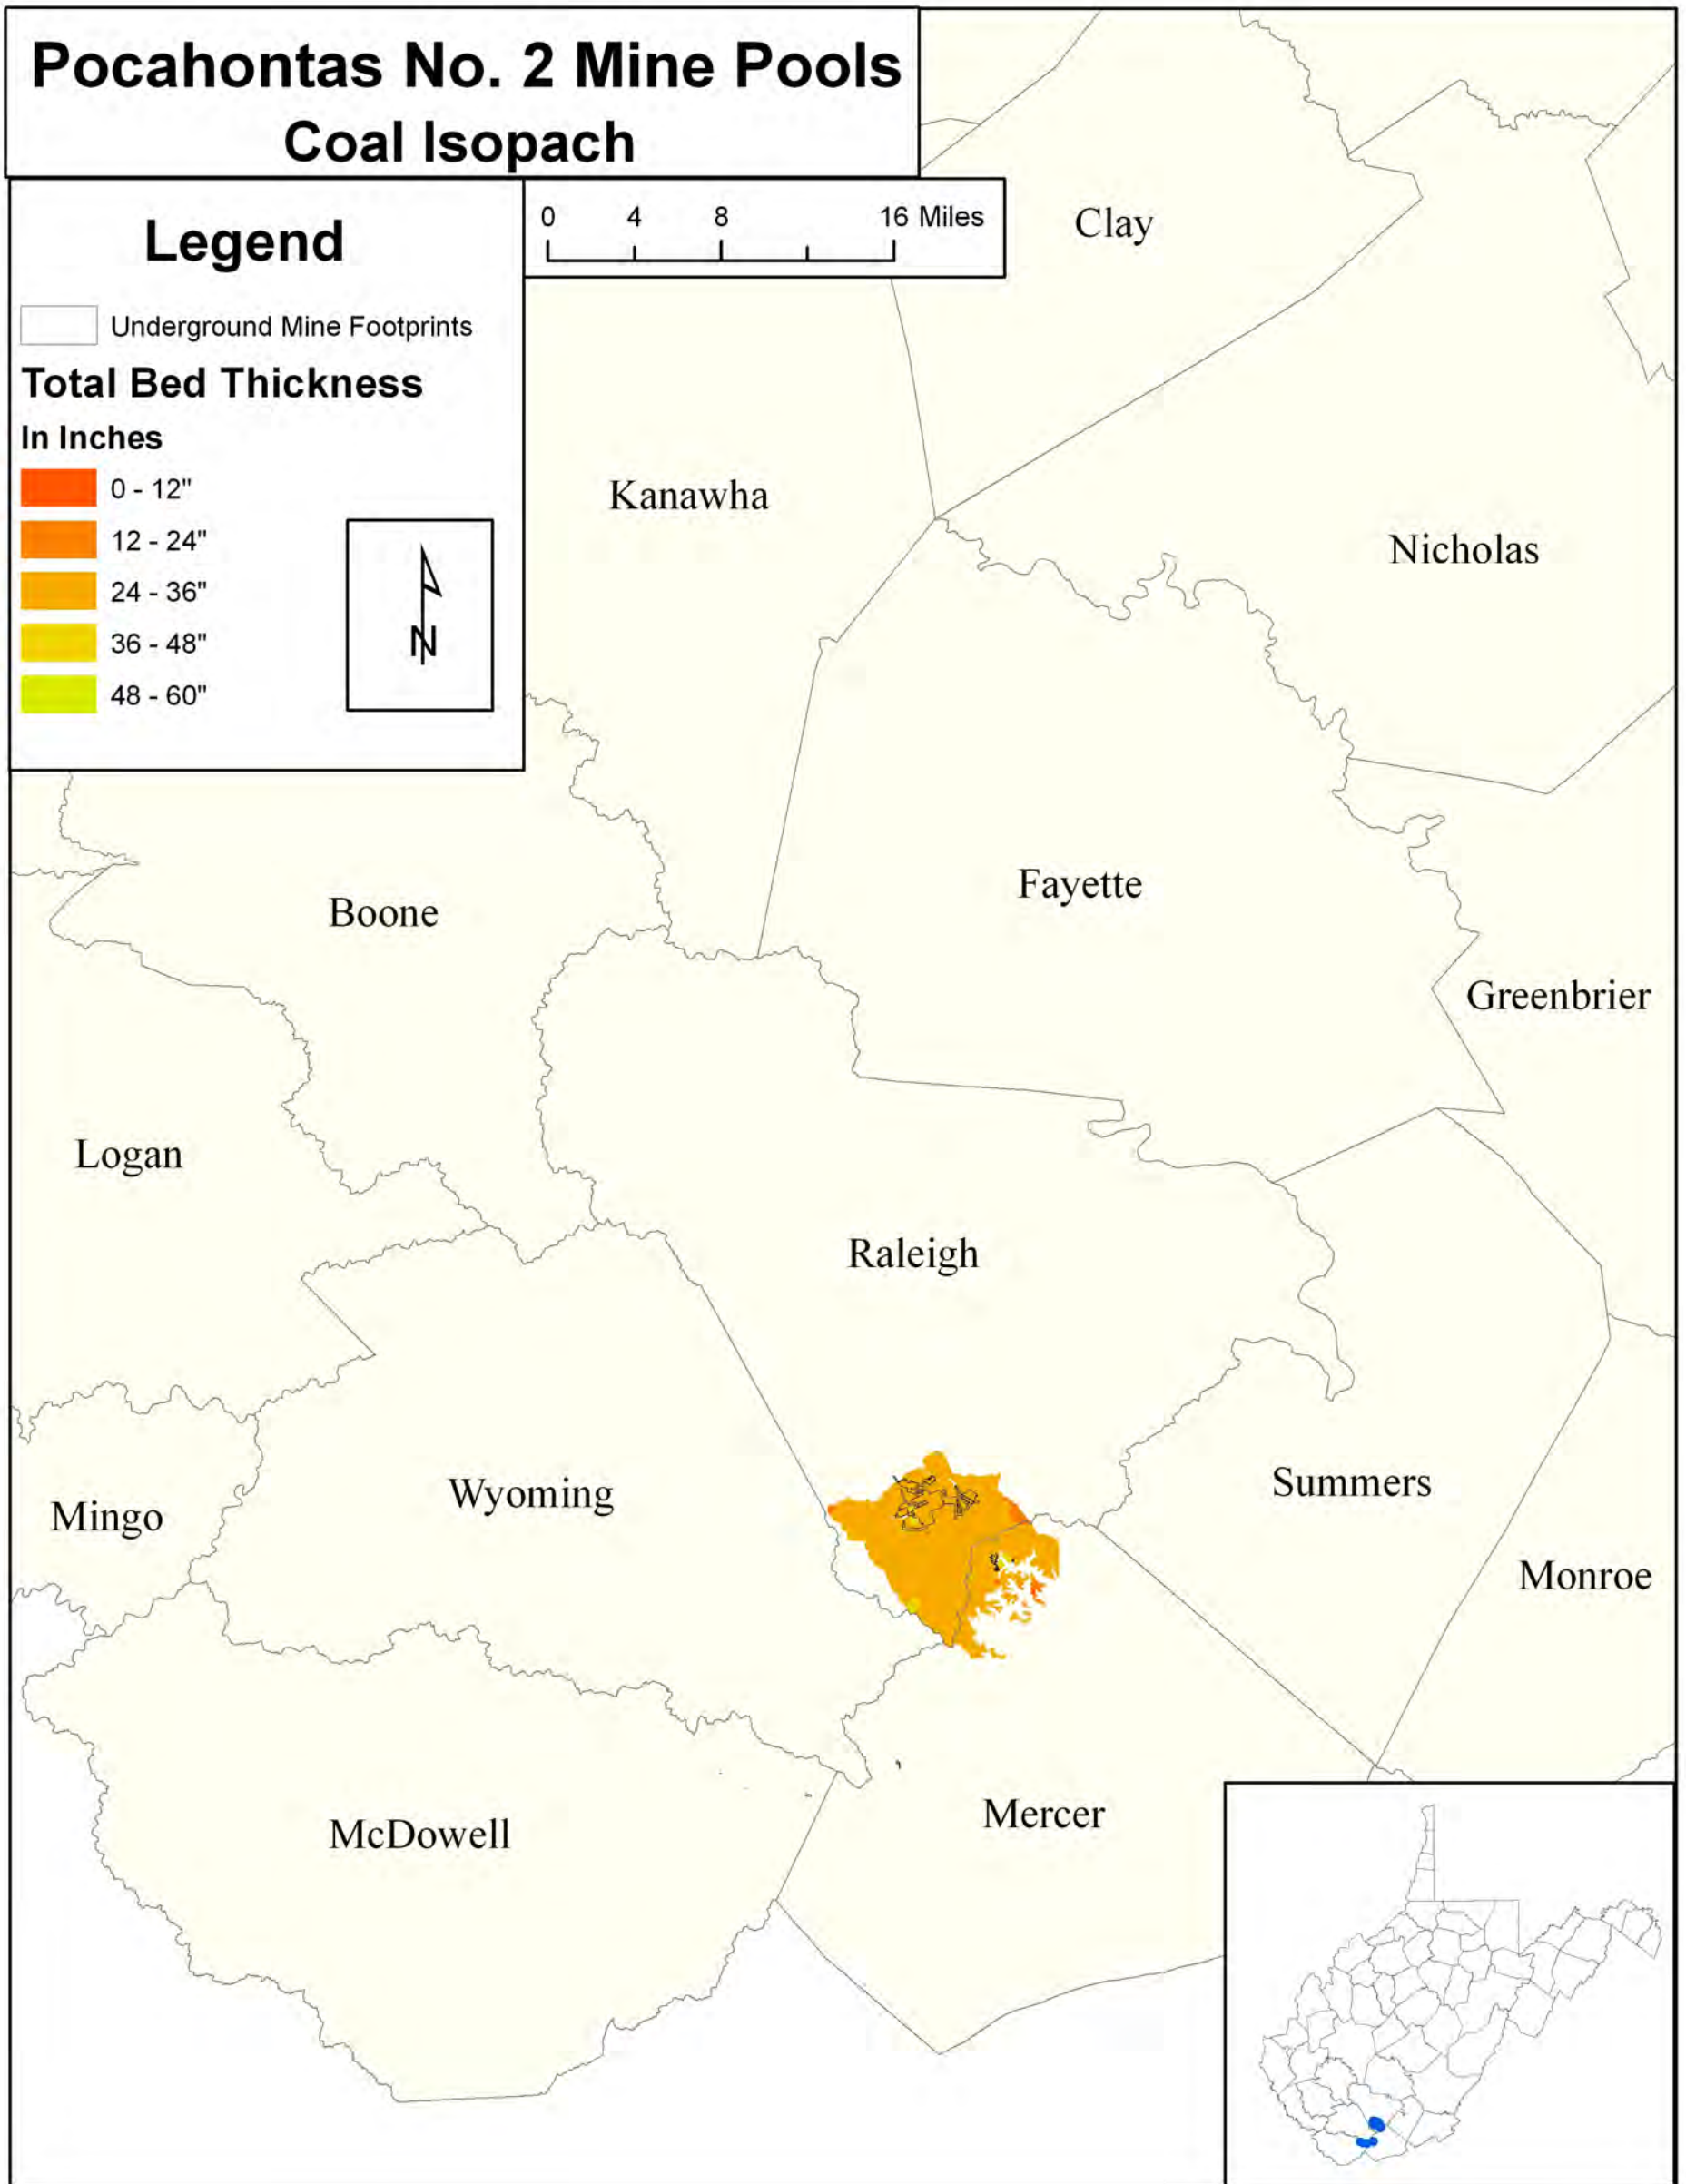 Pocahontas No. 2 Mine Pools
Coal Isopach
Legend
Underground Mine Footprints
Total Bed Thickness
In Inches
0 - 12"
12 - 24"
24 - 36"
36 - 48"
48 - 60"
N
0 4 8 16 Miles
Clay
Kanawha
Nicholas
Fayette
Boone
Greenbrier
Logan
Raleigh
Summers
Wyoming
Mingo
Monroe
Mercer
McDowell